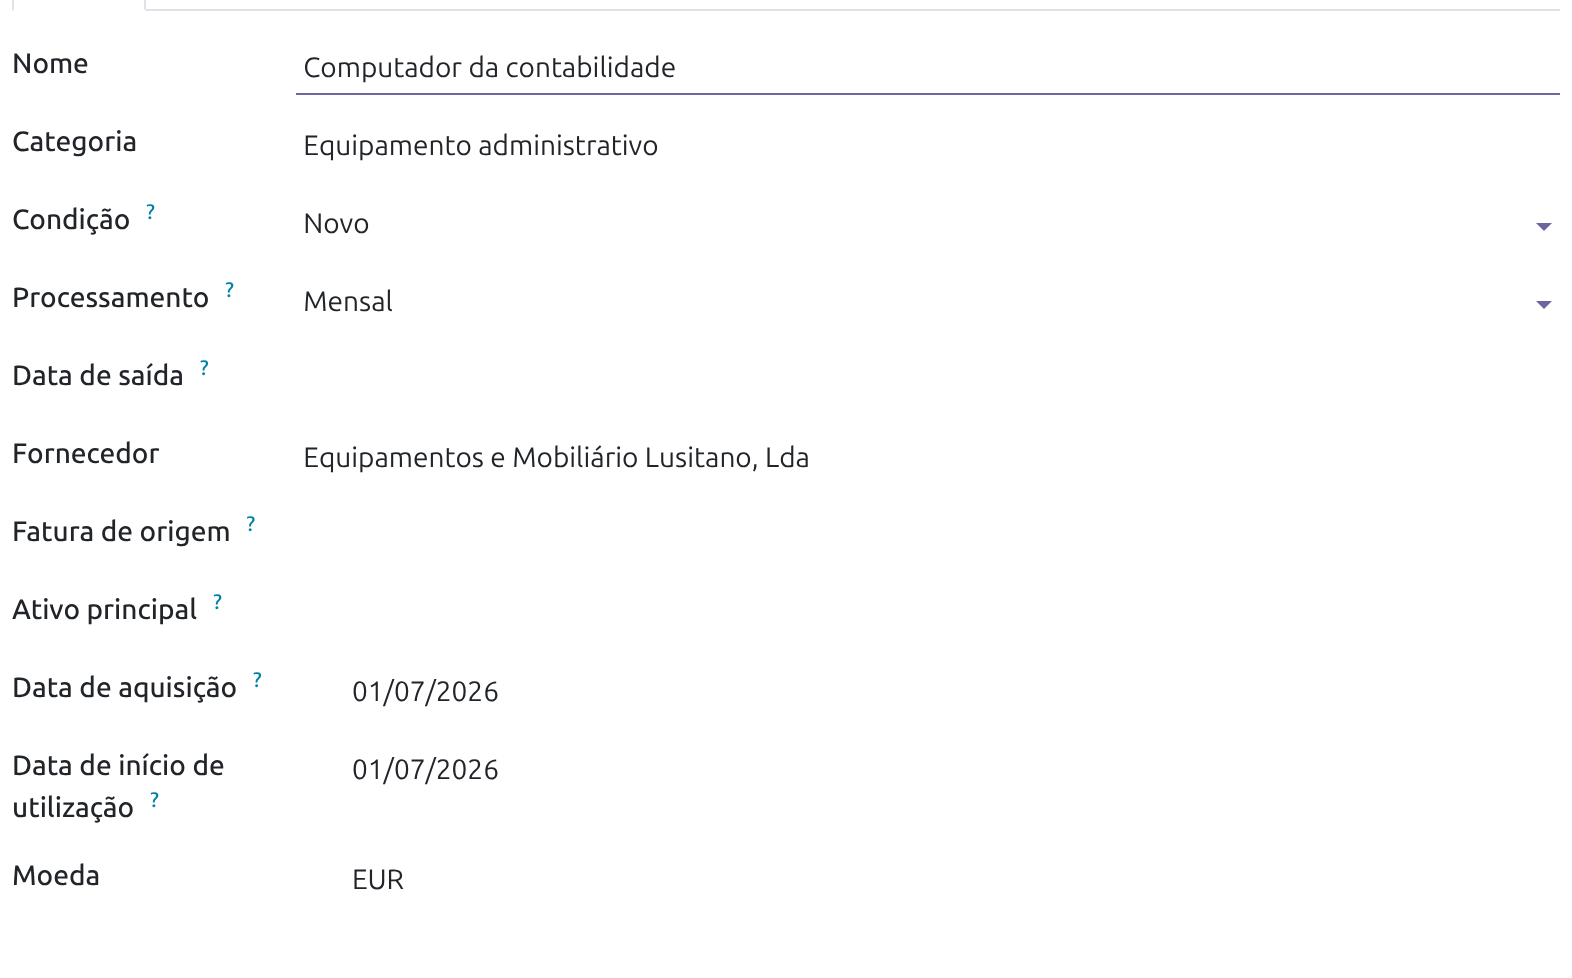 Nome
Computador da contabilidade
Categoria
Equipamento administrativo
Condição ?
Novo
Processamento ?
Mensal
Data de saída ?
Fornecedor
Equipamentos e Mobiliário Lusitano, Lda
Fatura de origem ?
Ativo principal ?
Data de aquisição ?
01/07/2026
Data de início de
utilização ?
01/07/2026
Moeda
EUR